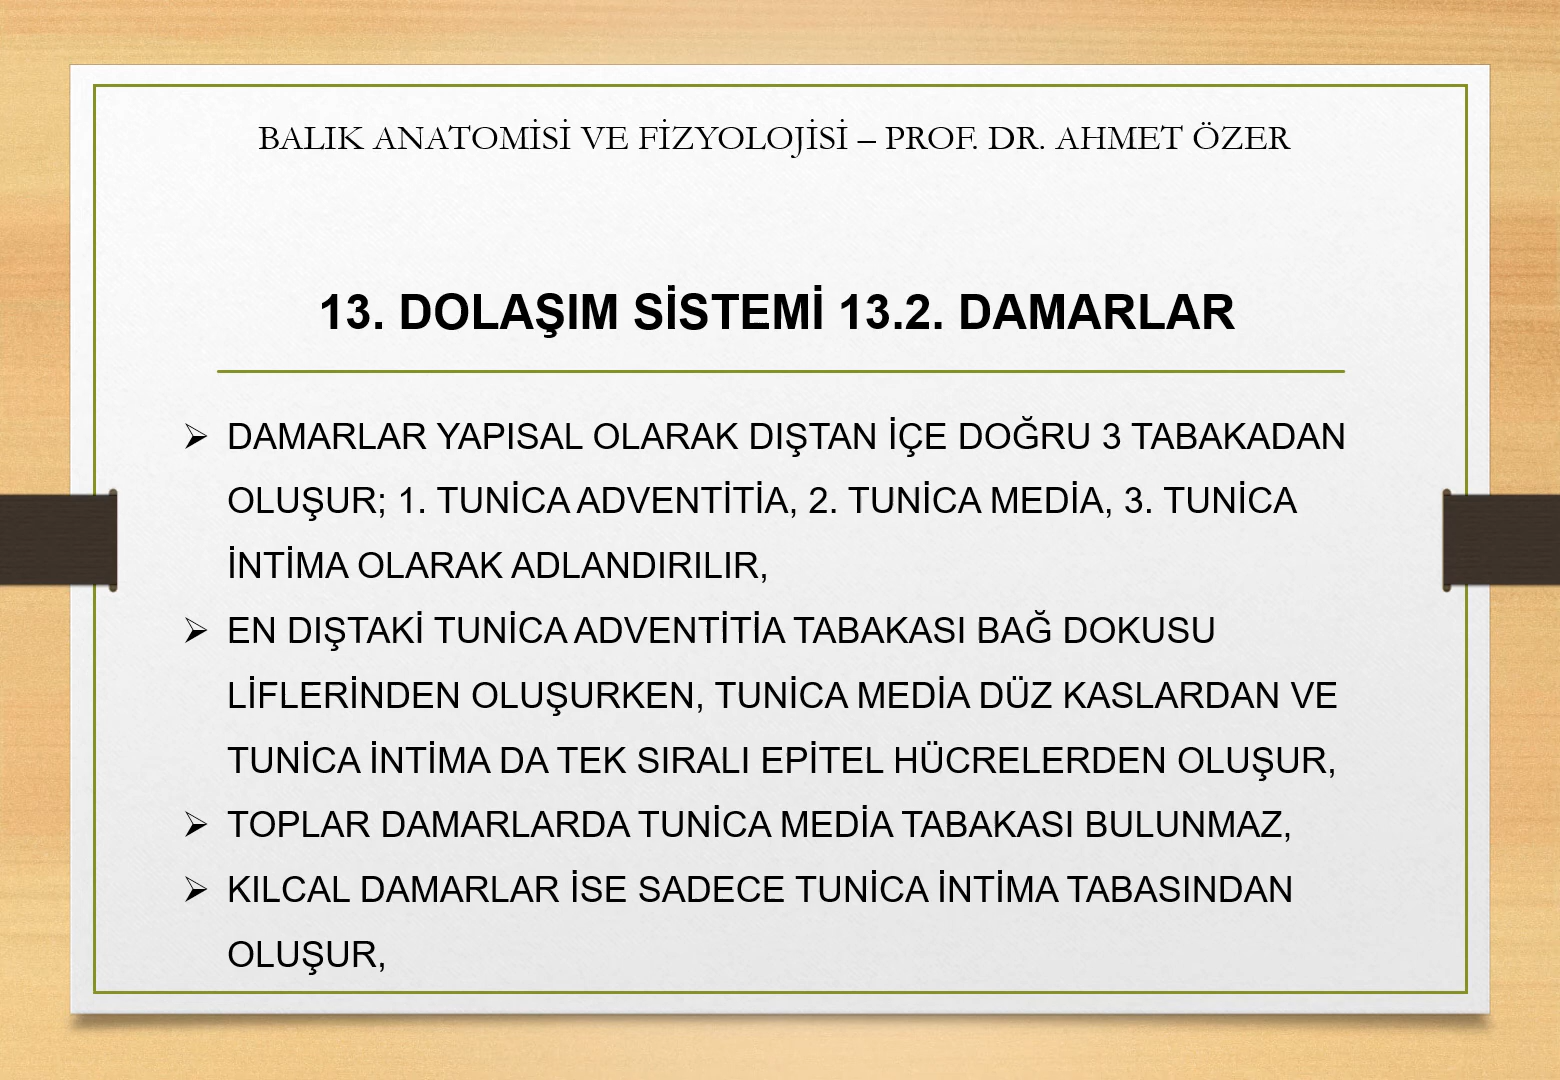 BALIK ANATOMİSİ VE FİZYOLOJİSİ – PROF. DR. AHMET ÖZER
13. DOLAŞIM SİSTEMİ 13.2. DAMARLAR
➢ DAMARLAR YAPISAL OLARAK DIŞTAN İÇE DOĞRU 3 TABAKADAN
OLUŞUR; 1. TUNİCA ADVENTİTİA, 2. TUNİCA MEDİA, 3. TUNİCA
İNTİMA OLARAK ADLANDIRILIR,
➢ EN DIŞTAKİ TUNİCA ADVENTİTİA TABAKASI BAĞ DOKUSU
LİFLERİNDEN OLUŞURKEN, TUNİCA MEDİA DÜZ KASLARDAN VE
TUNİCA İNTİMA DA TEK SIRALI EPİTEL HÜCRELERDEN OLUŞUR,
➢ TOPLAR DAMARLARDA TUNİCA MEDİA TABAKASI BULUNMAZ,
➢ KILCAL DAMARLAR İSE SADECE TUNİCA İNTİMA TABASINDAN
OLUŞUR,